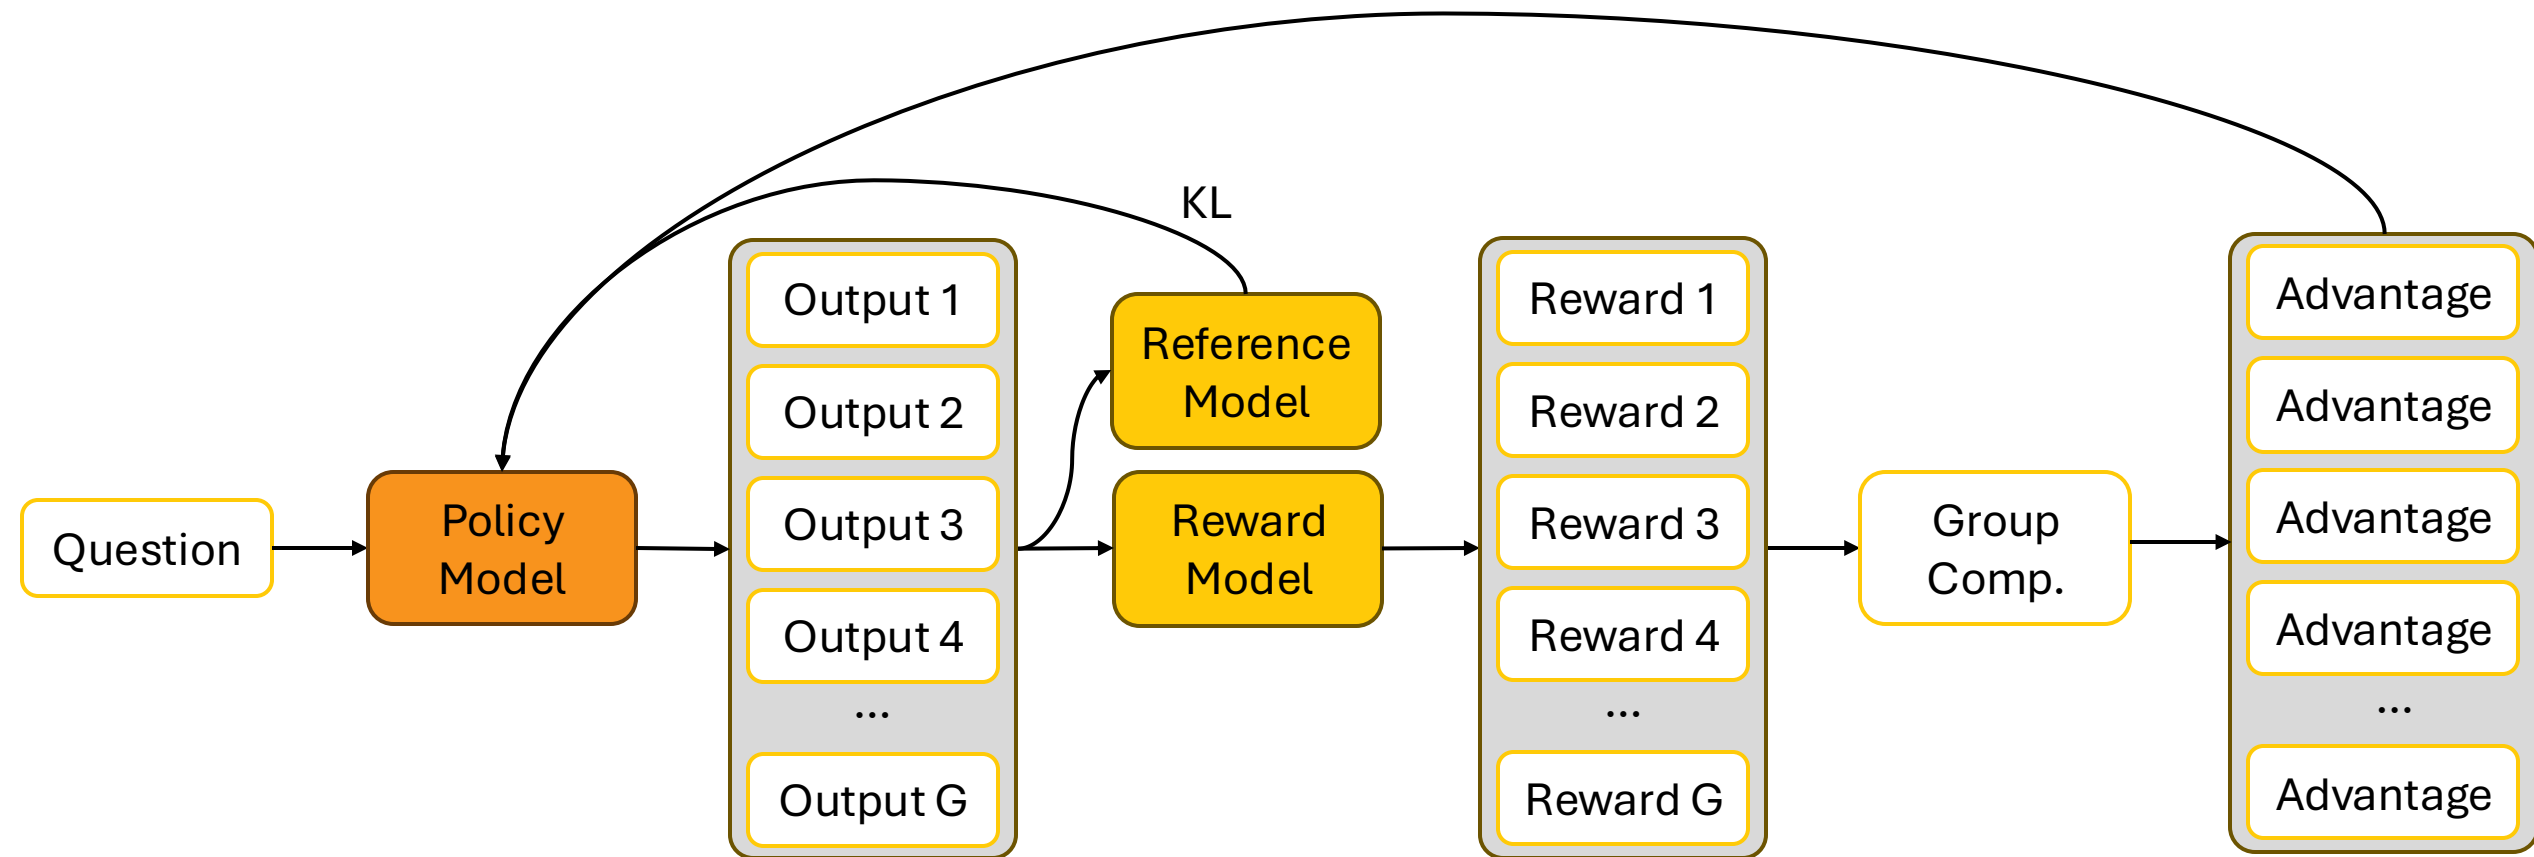 KL
Question
Policy
Model
Output 1
Output 2
Output 3
Output 4
...
Output G
Reference
Model
Reward
Model
Reward 1
Reward 2
Reward 3
Reward 4
...
Reward G
Group
Comp.
Advantage
Advantage
Advantage
Advantage
...
Advantage